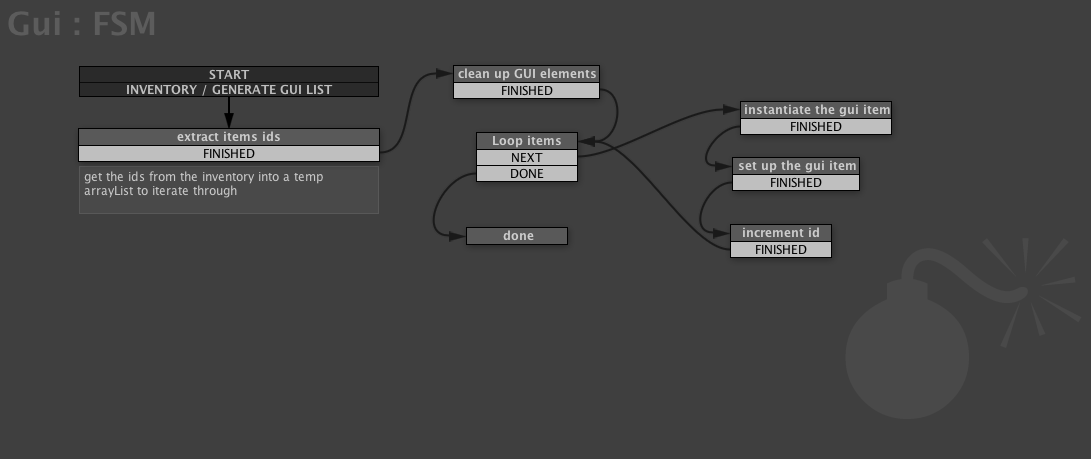 Gui : FSM
START
INVENTORY / GENERATE GUI LIST
extract items ids
FINISHED
get the ids from the inventory into a temp
arrayList to iterate through
clean up GUI elements
FINISHED
Loop items
NEXT
DONE
done
instantiate the gui item
FINISHED
set up the gui item
FINISHED
increment id
FINISHED